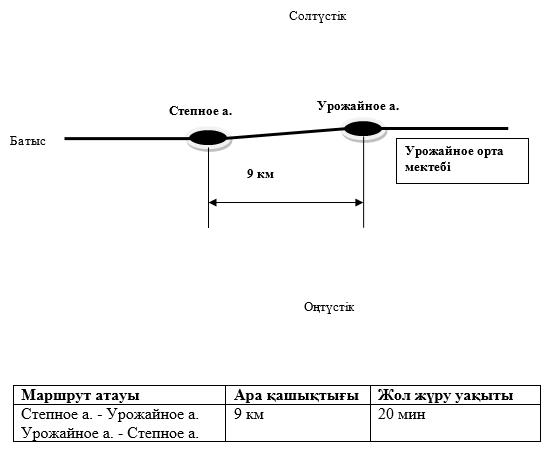 Солтүстік
Степное а.
Урожайное а.
Батыс
Урожайное орта
мектебі
9 км
Оңтүстік
Маршрут атауы Ара қашықтығы Жол жүру уақыты
Степное а. - Урожайное а. 9 км 20 мин
Урожайное а. - Степное а.